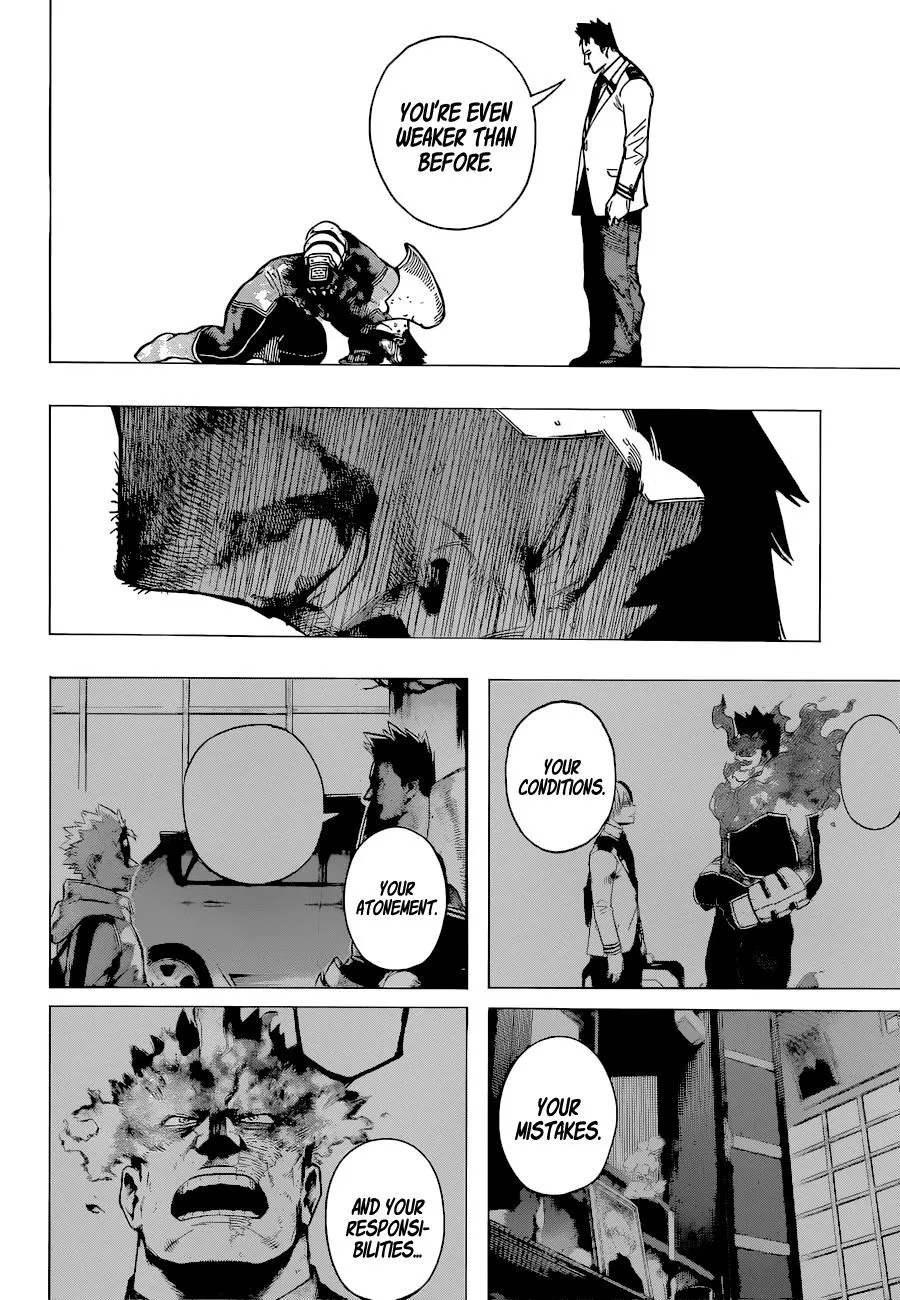 YOU'RE EVEN
WEAKER THAN
BEFORE.
YOUR
CONDITIONS.
YOUR
ATONEMENT.
YOUR
MISTAKES.
AND YOUR
RESPONSI-
BILITIES...